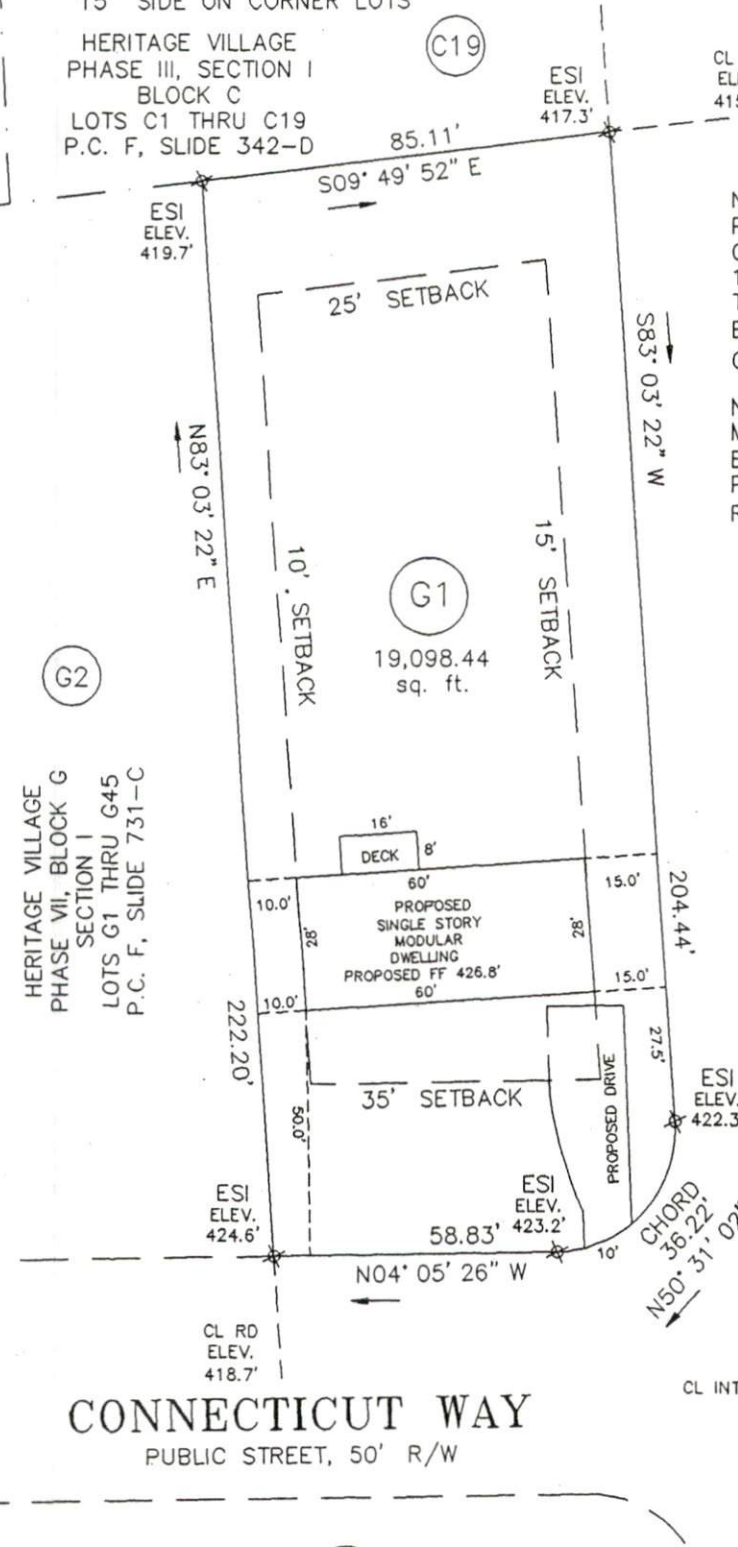 15' SIDE ON CORNER LOTS
HERITAGE VILLAGE
PHASE III, SECTION I
BLOCK C
LOTS C1 THRU C19
P.C. F, SLIDE 342-D
C19
ESI
ELEV.
417.3'
CL
85.11'
S09° 49' 52" E
ESI
ELEV.
419.7'
25' SETBACK
S83° 03' 22" W
N83° 03' 22" E
10' SETBACK
15' SETBACK
G1
19,098.44
sq. ft.
G2
HERITAGE VILLAGE
PHASE VII, BLOCK G
SECTION I
LOTS G1 THRU G45
P.C. F, SLIDE 731-C
16'
DECK 8'
60'
10.0'
15.0'
204.44'
28'
PROPOSED
SINGLE STORY
MODULAR
DWELLING
PROPOSED FF 426.8'
28'
60'
10.0'
15.0'
222.20'
27.5'
35' SETBACK
50.0'
PROPOSED DRIVE
ESI
ELEV.
422.3
ESI
ELEV.
424.6'
ESI
ELEV.
423.2'
58.83'
N04° 05' 26" W
10'
CHORD
36.22'
N50° 31' 02"
CL RD
ELEV.
418.7'
CL INT
CONNECTICUT WAY
PUBLIC STREET, 50' R/W